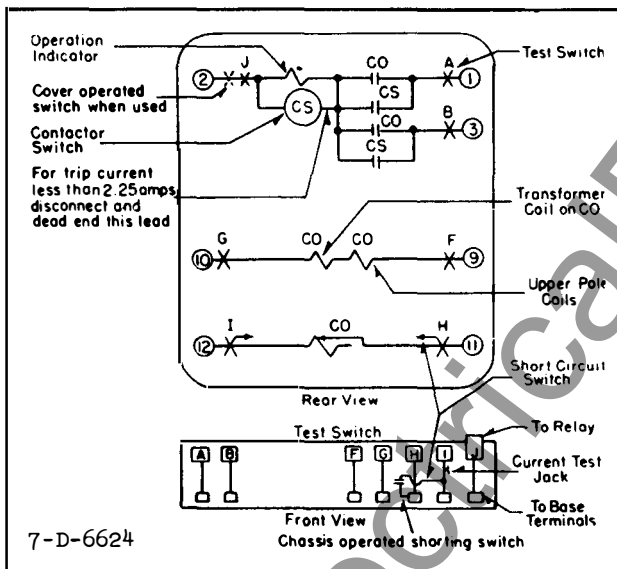 Operation
Indicator
J
CO
A
Test Switch
2
1
Cover operated
switch when used
CS
CS
CO
B
3
Contactor
Switch
CS
For trip current
less than 2.25amps
disconnect and
dead end this lead
Transformer
Coil on CO
G
CO
CO
F
10
9
Upper Pole
Coils
I
CO
H
12
11
Short Circuit
Switch
Rear View
Test Switch
To Relay
A
B
F
G
H
I
J
Current Test
Jack
To Base
Terminals
Front View
7-D-6624
Chassis operated shorting switch